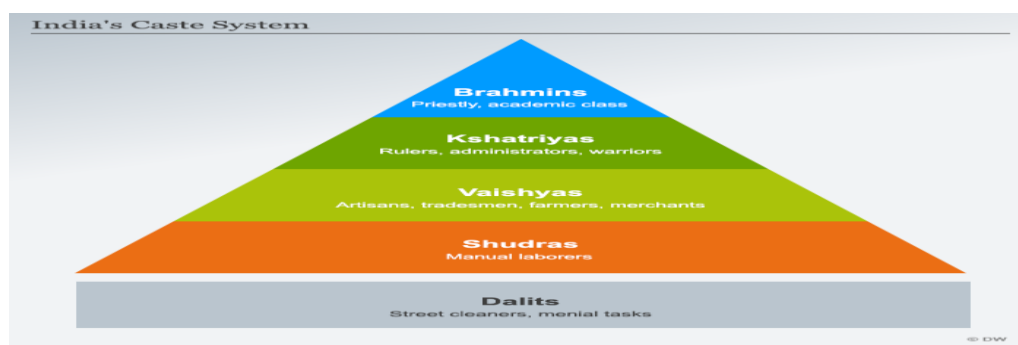 India's Caste System
Brahmins
Priestly, academic class
Kshatriyas
Rulers, administrators, warriors
Vaishyas
Artisans, tradesmen, farmers, merchants
Shudras
Manual laborers
Dalits
Street cleaners, menial tasks
© DW